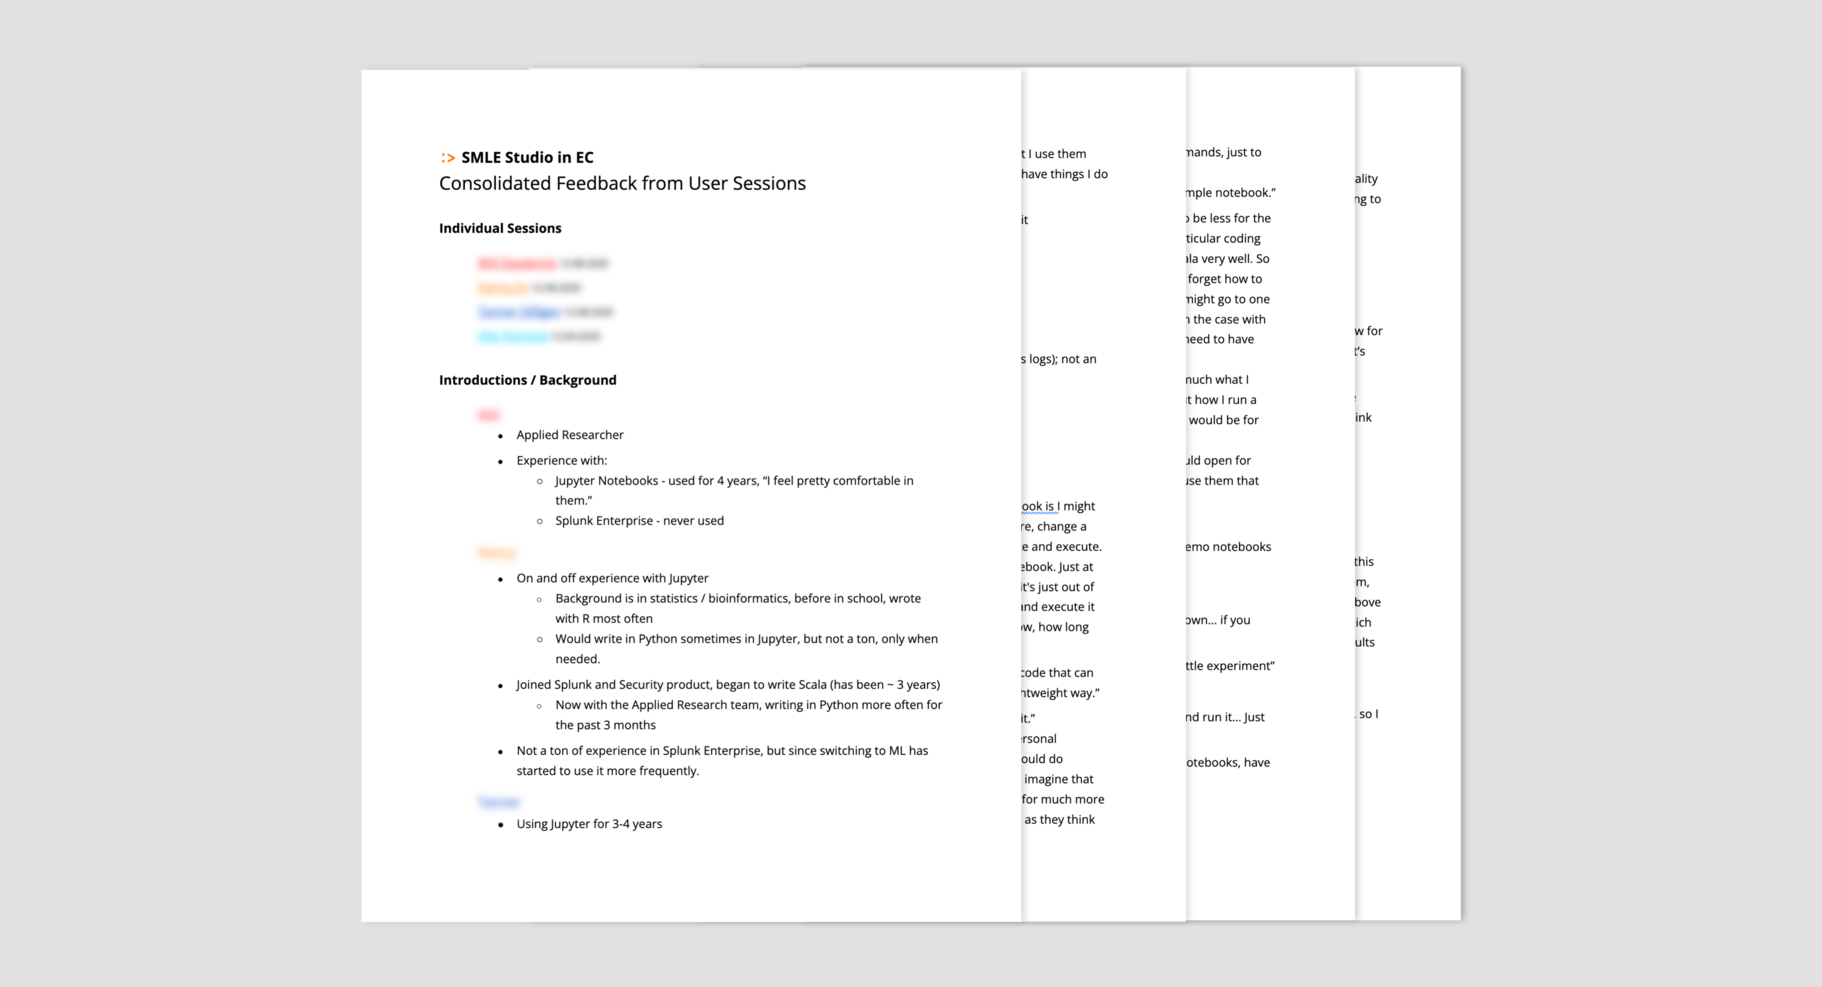 :> SMLE Studio in EC
Consolidated Feedback from User Sessions
Individual Sessions
Introductions / Background
• Applied Researcher
• Experience with:
○ Jupyter Notebooks - used for 4 years, “I feel pretty comfortable in
them.”
○ Splunk Enterprise - never used
• On and off experience with Jupyter
○ Background is in statistics / bioinformatics, before in school, wrote
with R most often
○ Would write in Python sometimes in Jupyter, but not a ton, only when
needed.
• Joined Splunk and Security product, began to write Scala (has been ~ 3 years)
○ Now with the Applied Research team, writing in Python more often for
the past 3 months
• Not a ton of experience in Splunk Enterprise, but since switching to ML has
started to use it more frequently.
• Using Jupyter for 3-4 years
t I use them
have things I do
it
s logs); not an
ook is I might
re, change a
e and execute.
ebook. Just at
it's just out of
and execute it
ow, how long
code that can
htweight way.”
it.”
ersonal
ould do
imagine that
for much more
as they think
mands, just to
mple notebook.”
o be less for the
ticular coding
ala very well. So
forget how to
might go to one
n the case with
need to have
much what I
t how I run a
would be for
uld open for
use them that
emo notebooks
own... if you
ttle experiment”
nd run it... Just
otebooks, have
ality
ng to
w for
t’s
ink
this
m,
bove
ich
ults
, so I